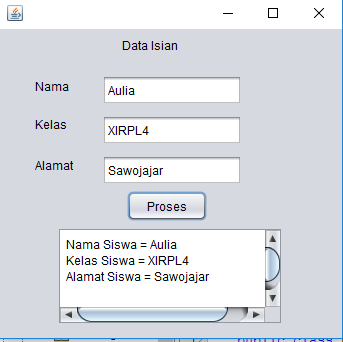 Data Isian
Nama
Aulia
Kelas
XIRPL4
Alamat
Sawojajar
Proses
Nama Siswa = Aulia
Kelas Siswa = XIRPL4
Alamat Siswa = Sawojajar